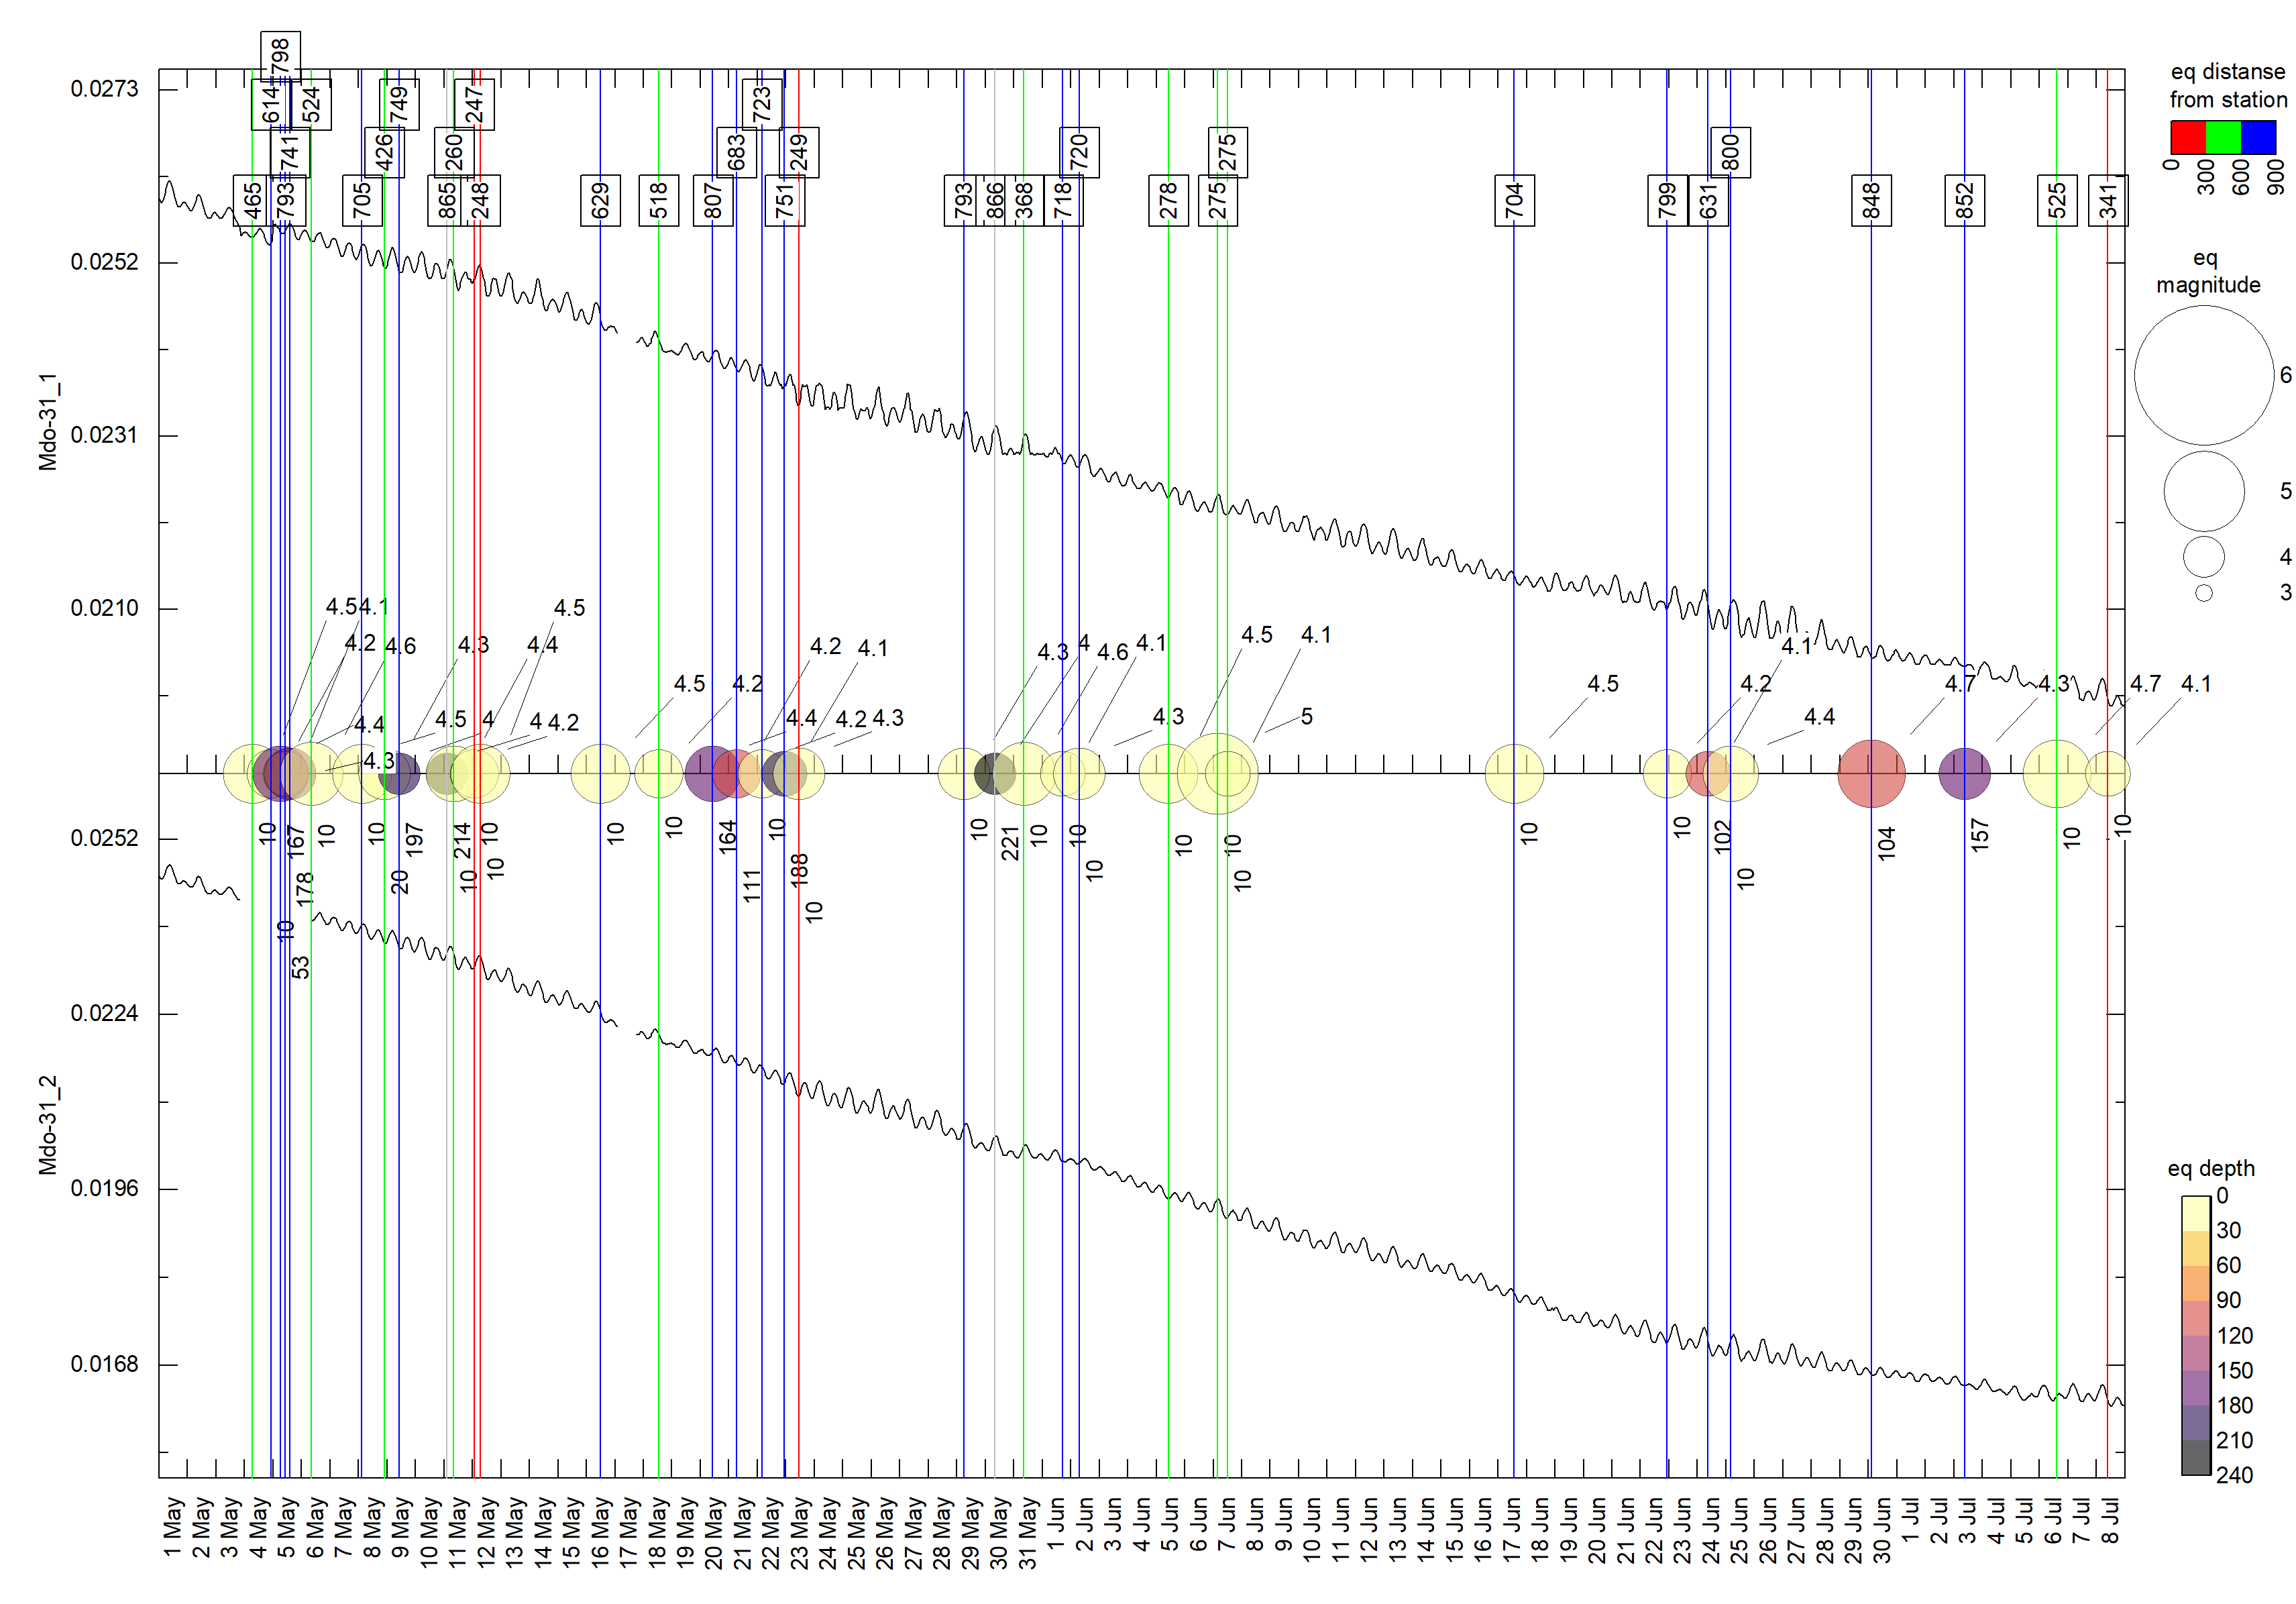 798
614
524
749
247
723
741
426
260
683
249
720
275
800
465
793
705
865
248
629
518
807
751
793
866
368
718
278
275
704
799
631
848
852
525
341
eq distanse
from station
0
300
600
900
eq
magnitude
6
5
4
3
Mdo-31_1
0.0273
0.0252
0.0231
0.0210
4.5
4.1
4.2
4.6
4.3
4.4
4.5
4.4
4.3
4.5
4
4
4.2
4.5
4.2
4.4
4.2
4.1
4.2
4.3
4.3
4
4.6
4.1
4.3
4.5
4.1
5
4.5
4.2
4.1
4.4
4.7
4.3
4.7
4.1
10
167
10
178
10
53
10
20
197
214
10
10
10
10
10
164
111
10
188
10
10
221
10
10
10
10
10
10
10
10
102
10
104
157
10
10
Mdo-31_2
0.0252
0.0224
0.0196
0.0168
eq depth
0
30
60
90
120
150
180
210
240
1 May
2 May
3 May
4 May
5 May
6 May
7 May
8 May
9 May
10 May
11 May
12 May
13 May
14 May
15 May
16 May
17 May
18 May
19 May
20 May
21 May
22 May
23 May
24 May
25 May
26 May
27 May
28 May
29 May
30 May
31 May
1 Jun
2 Jun
3 Jun
4 Jun
5 Jun
6 Jun
7 Jun
8 Jun
9 Jun
10 Jun
11 Jun
12 Jun
13 Jun
14 Jun
15 Jun
16 Jun
17 Jun
18 Jun
19 Jun
20 Jun
21 Jun
22 Jun
23 Jun
24 Jun
25 Jun
26 Jun
27 Jun
28 Jun
29 Jun
30 Jun
1 Jul
2 Jul
3 Jul
4 Jul
5 Jul
6 Jul
7 Jul
8 Jul